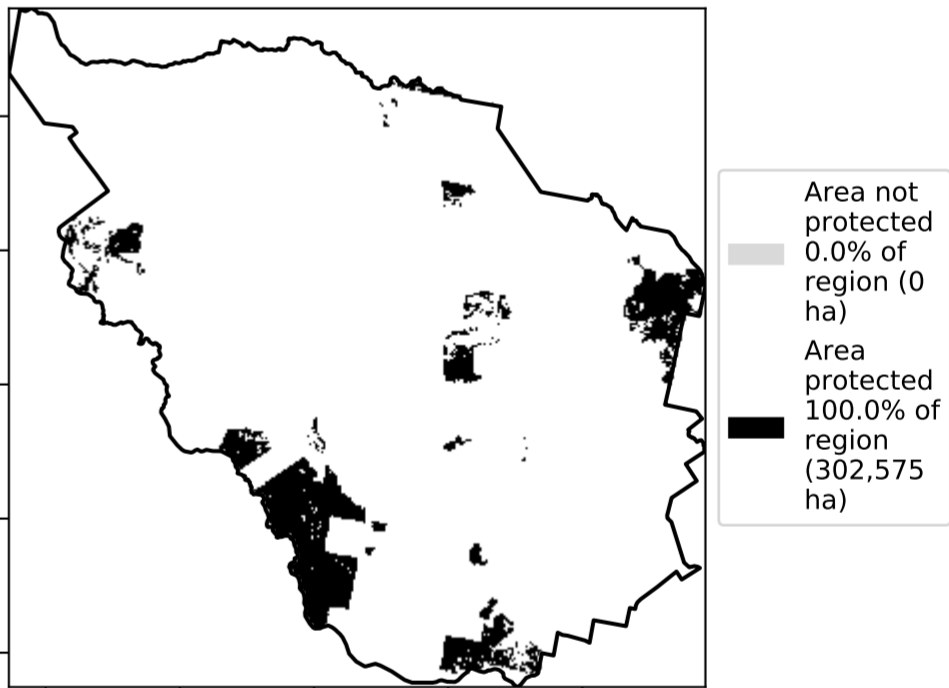 Area not
protected
0.0% of
region (0
ha)
Area
protected
100.0% of
region
(302,575
ha)